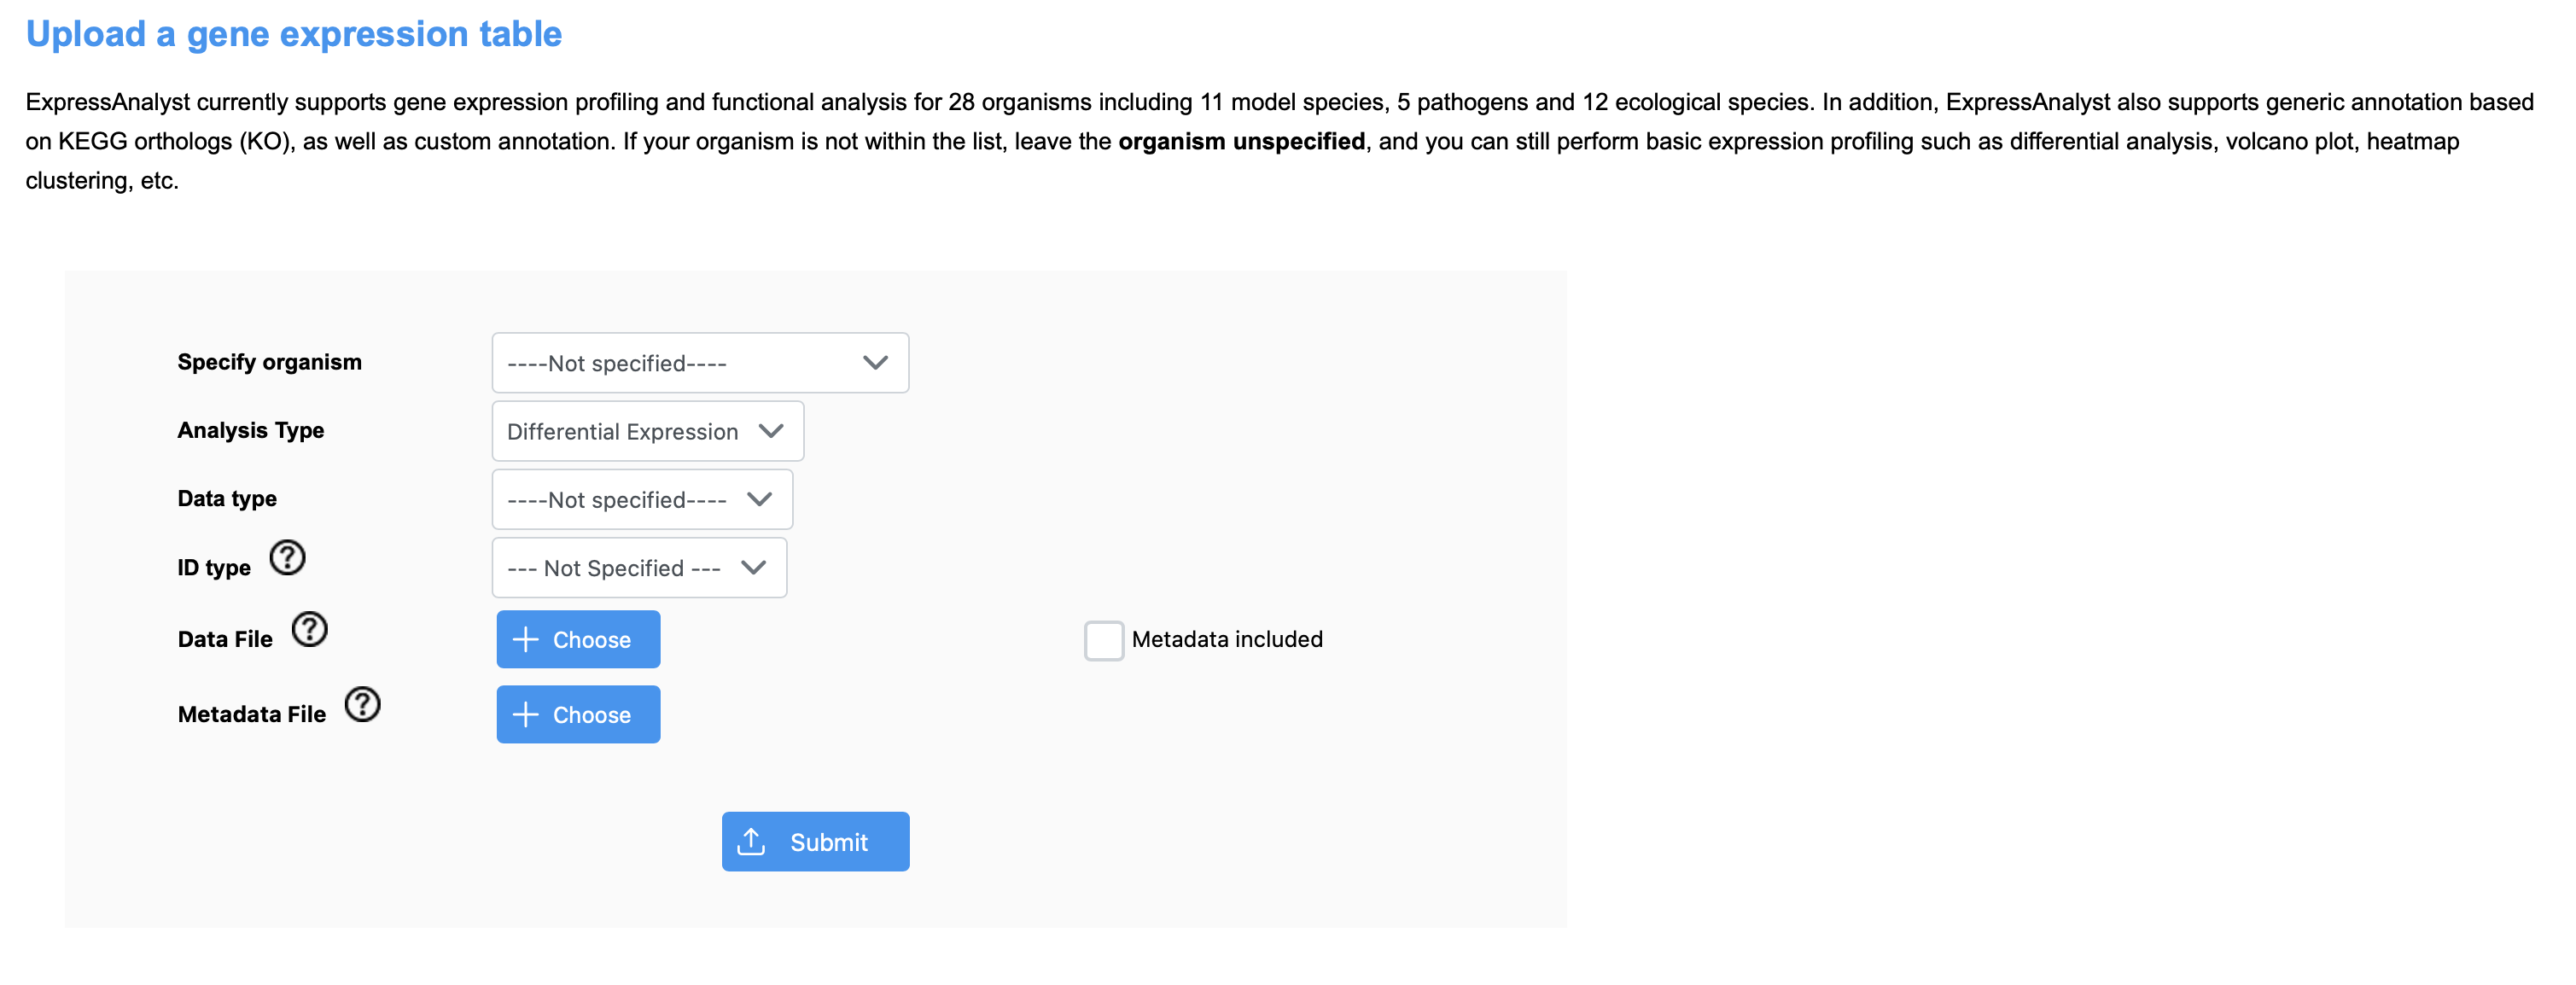 Upload a gene expression table
ExpressAnalyst currently supports gene expression profiling and functional analysis for 28 organisms including 11 model species, 5 pathogens and 12 ecological species. In addition, ExpressAnalyst also supports generic annotation based
on KEGG orthologs (KO), as well as custom annotation. If your organism is not within the list, leave the organism unspecified, and you can still perform basic expression profiling such as differential analysis, volcano plot, heatmap
clustering, etc.
Specify organism ----Not specified----
Analysis Type Differential Expression
Data type ----Not specified----
ID type ? --- Not Specified ---
Data File ? + Choose Metadata included
Metadata File ? + Choose
Submit